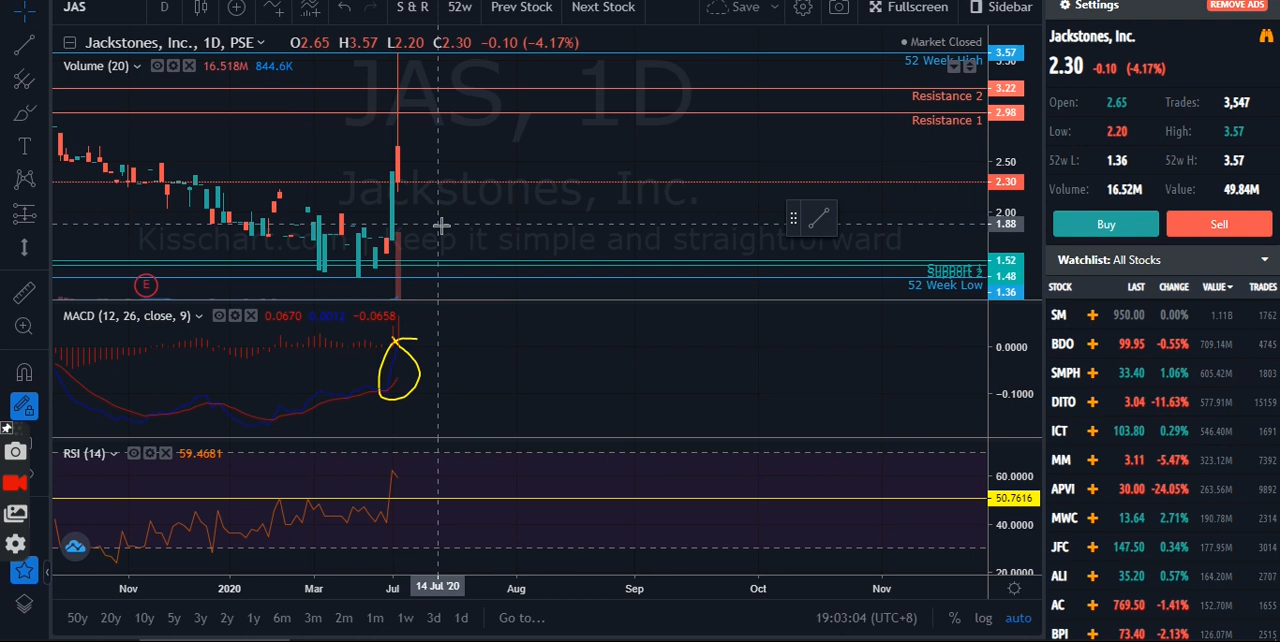 JAS D S & R 52w Prev Stock Next Stock Save Fullscreen Sidebar
Settings REMOVE ADS
Jackstones, Inc., 1D, PSE O2.65 H3.57 L2.20 C2.30 −0.10 (−4.17%)
Market Closed
Volume (20) 16.518M 844.6K
JAS, 1D
Jackstones, Inc.
52 Week High
Resistance 2
Resistance 1
Support 2
52 Week Low
3.57
3.50
3.22
2.98
2.50
2.30
2.00
1.88
1.52
1.48
1.36
E
MACD (12, 26, close, 9) 0.0670 0.0012 −0.0658
0.0000
−0.1000
RSI (14) 59.4681
60.0000
50.7616
40.0000
20.0000
Nov 2020 Mar Jul 14 Jul '20 Aug Sep Oct Nov
50y 20y 10y 5y 3y 2y 1y 6m 3m 2m 1m 1w 3d 1d Go to... 19:03:04 (UTC+8) % log auto
Jackstones, Inc.
2.30 -0.10 (-4.17%)
Open: 2.65 Trades: 3,547
Low: 2.20 High: 3.57
52w L: 1.36 52w H: 3.57
Volume: 16.52M Value: 49.84M
Buy Sell
Watchlist: All Stocks
STOCK LAST CHANGE VALUE TRADES
SM 950.00 0.00% 1.11B 1762
BDO 99.95 -0.55% 709.14M 4745
SMPH 33.40 1.06% 605.42M 1803
DITO 3.04 -11.63% 577.91M 15159
ICT 103.80 0.29% 546.40M 1691
MM 3.11 -5.47% 323.12M 7392
APVI 30.00 -24.05% 263.56M 9892
MWC 13.64 2.71% 190.78M 2314
JFC 147.50 0.34% 177.95M 3014
ALI 35.20 0.57% 164.20M 2707
AC 769.50 -1.41% 152.70M 1655
BPI 73.40 -2.13% 126.07M 2515